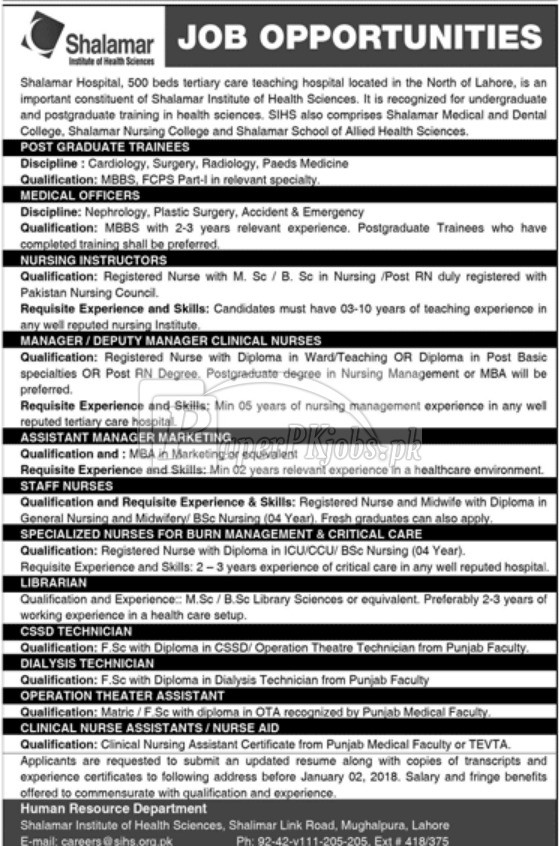 Shalamar
Institute of Health Sciences
JOB OPPORTUNITIES
Shalamar Hospital, 500 beds tertiary care teaching hospital located in the North of Lahore, is an
important constituent of Shalamar Institute of Health Sciences. It is recognized for undergraduate
and postgraduate training in health sciences. SIHS also comprises Shalamar Medical and Dental
College, Shalamar Nursing College and Shalamar School of Allied Health Sciences.
POST GRADUATE TRAINEES
Discipline : Cardiology, Surgery, Radiology, Paeds Medicine
Qualification: MBBS, FCPS Part-I in relevant specialty.
MEDICAL OFFICERS
Discipline: Nephrology, Plastic Surgery, Accident & Emergency
Qualification: MBBS with 2-3 years relevant experience. Postgraduate Trainees who have
completed training shall be preferred.
NURSING INSTRUCTORS
Qualification: Registered Nurse with M. Sc / B. Sc in Nursing /Post RN duly registered with
Pakistan Nursing Council.
Requisite Experience and Skills: Candidates must have 03-10 years of teaching experience in
any well reputed nursing Institute.
MANAGER / DEPUTY MANAGER CLINICAL NURSES
Qualification: Registered Nurse with Diploma in Ward/Teaching OR Diploma in Post Basic
specialties OR Post RN Degree. Postgraduate degree in Nursing Management or MBA will be
preferred.
Requisite Experience and Skills: Min 05 years of nursing management experience in any well
reputed tertiary care hospital.
ASSISTANT MANAGER MARKETING
Qualification and : MBA in Marketing or equivalent
Requisite Experience and Skills: Min 02 years relevant experience in a healthcare environment.
STAFF NURSES
Qualification and Requisite Experience & Skills: Registered Nurse and Midwife with Diploma in
General Nursing and Midwifery/ BSc Nursing (04 Year). Fresh graduates can also apply.
SPECIALIZED NURSES FOR BURN MANAGEMENT & CRITICAL CARE
Qualification: Registered Nurse with Diploma in ICU/CCU/ BSc Nursing (04 Year).
Requisite Experience and Skills: 2 – 3 years experience of critical care in any well reputed hospital.
LIBRARIAN
Qualification and Experience:: M.Sc / B.Sc Library Sciences or equivalent. Preferably 2-3 years of
working experience in a health care setup.
CSSD TECHNICIAN
Qualification: F.Sc with Diploma in CSSD/ Operation Theatre Technician from Punjab Faculty.
DIALYSIS TECHNICIAN
Qualification: F.Sc with Diploma in Dialysis Technician from Punjab Faculty
OPERATION THEATER ASSISTANT
Qualification: Matric / F.Sc with diploma in OTA recognized by Punjab Medical Faculty.
CLINICAL NURSE ASSISTANTS / NURSE AID
Qualification: Clinical Nursing Assistant Certificate from Punjab Medical Faculty or TEVTA.
Applicants are requested to submit an updated resume along with copies of transcripts and
experience certificates to following address before January 02, 2018. Salary and fringe benefits
offered to commensurate with qualification and experience.
Human Resource Department
Shalamar Institute of Health Sciences, Shalimar Link Road, Mughalpura, Lahore
E-mail: careers@sihs.org.pk Ph: 92-42-y111-205-205, Ext # 418/375
PaperPKjobs.pk